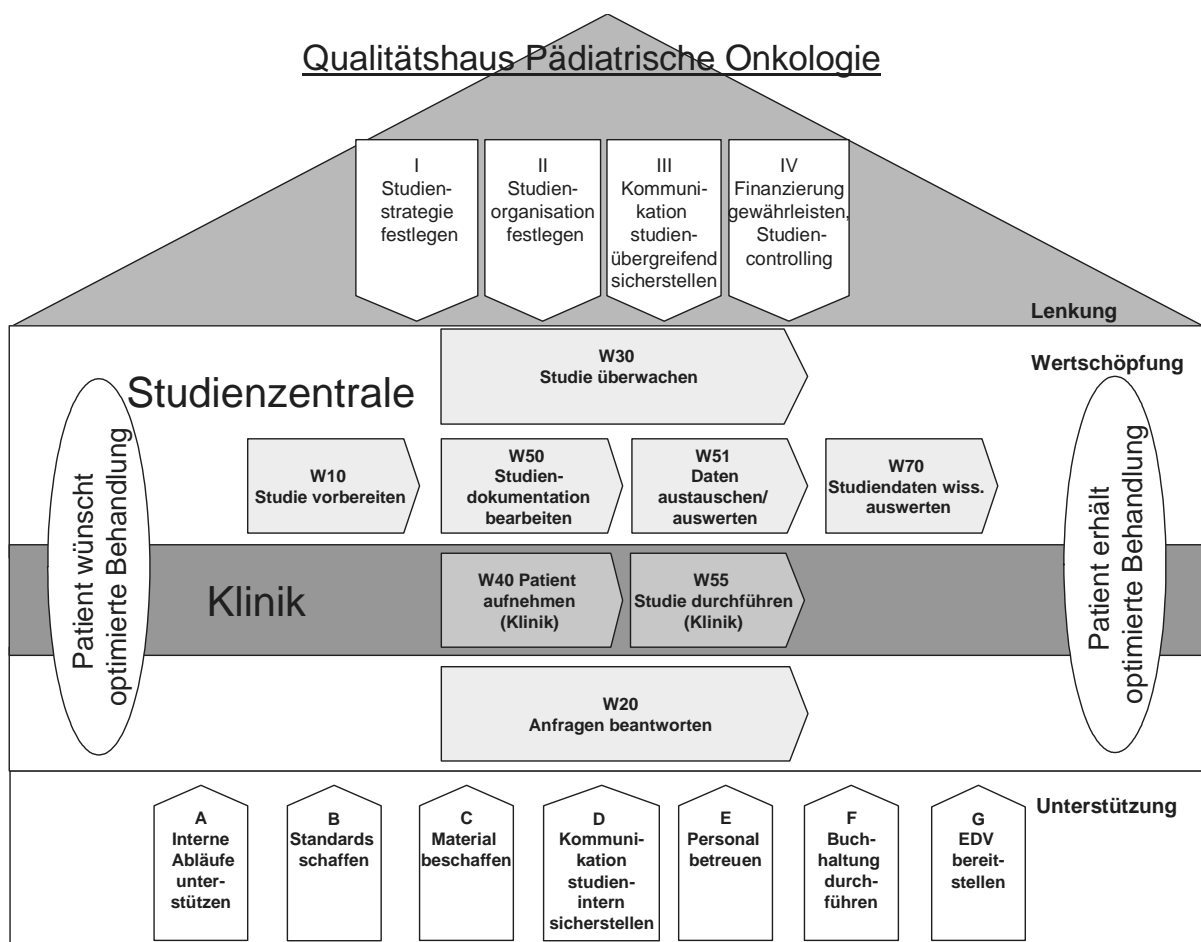 Qualitätshaus Pädiatrische Onkologie
I
Studien-
strategie
festlegen
II
Studien-
organisation
festlegen
III
Kommuni-
kation
studien-
übergreifend
sicherstellen
IV
Finanzierung
gewährleisten,
Studien-
controlling
Lenkung
Wertschöpfung
Studienzentrale
W30
Studie überwachen
Patient wünscht
optimierte Behandlung
W10
Studie vorbereiten
W50
Studien-
dokumentation
bearbeiten
W51
Daten
austauschen/
auswerten
W70
Studiendaten wiss.
auswerten
Patient erhält
optimierte Behandlung
Klinik
W40 Patient
aufnehmen
(Klinik)
W55
Studie durchführen
(Klinik)
W20
Anfragen beantworten
Unterstützung
A
Interne
Abläufe
unter-
stützen
B
Standards
schaffen
C
Material
beschaffen
D
Kommuni-
kation
studien-
intern
sicherstellen
E
Personal
betreuen
F
Buch-
haltung
durch-
führen
G
EDV
bereit-
stellen